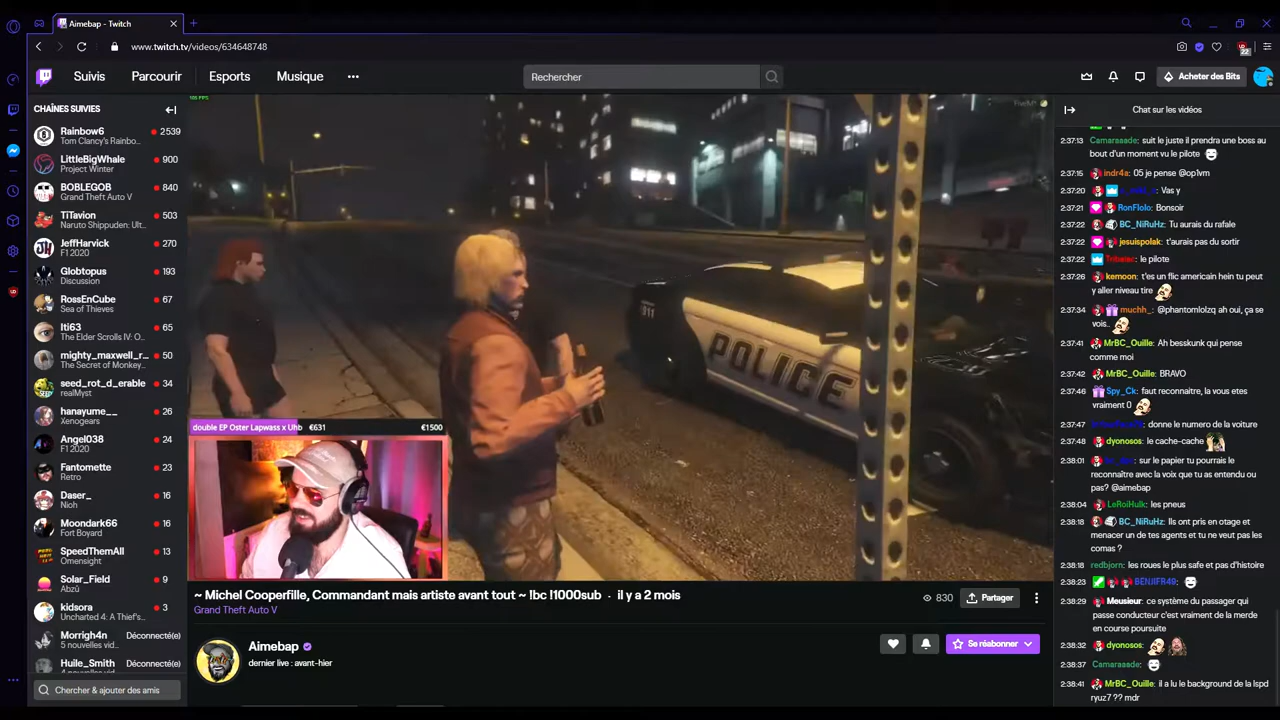 Aimebap - Twitch
www.twitch.tv/videos/634648748
22
Suivis
Parcourir
Esports
Musique
Rechercher
Acheter des Bits
CHAÎNES SUIVIES
Rainbow6
2539
Tom Clancy's Rainbo...
LittleBigWhale
900
Project Winter
BOBLEGOB
840
Grand Theft Auto V
TiTavion
503
Naruto Shippuden: Ult...
JeffHarvick
270
F1 2020
Globtopus
193
Discussion
RossEnCube
67
Sea of Thieves
Iti63
65
The Elder Scrolls IV: O...
mighty_maxwell_r...
50
The Secret of Monkey...
seed_rot_d_erable
34
realMyst
hanayume__
26
Xenogears
Angel038
24
F1 2020
Fantomette
23
Retro
Daser_
16
Nioh
Moondark66
16
Fort Boyard
SpeedThemAll
13
Omensight
Solar_Field
9
Abzû
kidsora
11
Uncharted 4: A Thief's...
Morrigh4n
Déconnecté(e)
5 nouvelles vid...
Huile_Smith
Déconnecté(e)
4 nouvelles vid...
Chercher & ajouter des amis
FiveM
911
POLICE
double EP Oster Lapwass x Uhb
€631
€1500
~ Michel Cooperfille, Commandant mais artiste avant tout ~ !bc !1000sub · il y a 2 mois
Grand Theft Auto V
830
Partager
Aimebap
dernier live : avant-hier
Se réabonner
Chat sur les vidéos
2:37:13 Camaraaade: suit le juste il prendra une boss au
bout d'un moment vu le pilote
2:37:15 indr4a: 05 je pense @op1vm
2:37:20 Vas y
2:37:21 RonFlolo: Bonsoir
2:37:22 BC_NiRuHz: Tu aurais du rafale
2:37:22 jesuispolak: t'aurais pas du sortir
2:37:22 le pilote
2:37:26 kemoon: t'es un flic americain hein tu peut
y aller niveau tire
2:37:34 muchh_: @phantomlolzq ah oui, ça se
vois..
2:37:41 MrBC_Ouille: Ah besskunk qui pense
comme moi
2:37:42 MrBC_Ouille: BRAVO
2:37:46 Spy_Ck: faut reconnaitre, la vous etes
vraiment 0
2:37:47 donne le numero de la voiture
2:37:48 dyonosos: le cache-cache
2:38:01 sur le papier tu pourrais le
reconnaître avec la voix que tu as entendu ou
pas? @aimebap
2:38:04 LeRoiHulk: les pneus
2:38:18 BC_NiRuHz: Ils ont pris en otage et
menacer un de tes agents et tu ne veut pas les
comas ?
2:38:18 redbjorn: les roues le plus safe et pas d'histoire
2:38:23 BENJIFR49:
2:38:29 Meusieur: ce système du passager qui
passe conducteur c'est vraiment de la merde
en course poursuite
2:38:32 dyonosos:
2:38:37 Camaraaade:
2:38:41 MrBC_Ouille: il a lu le background de la lspd
ryuz7 ?? mdr